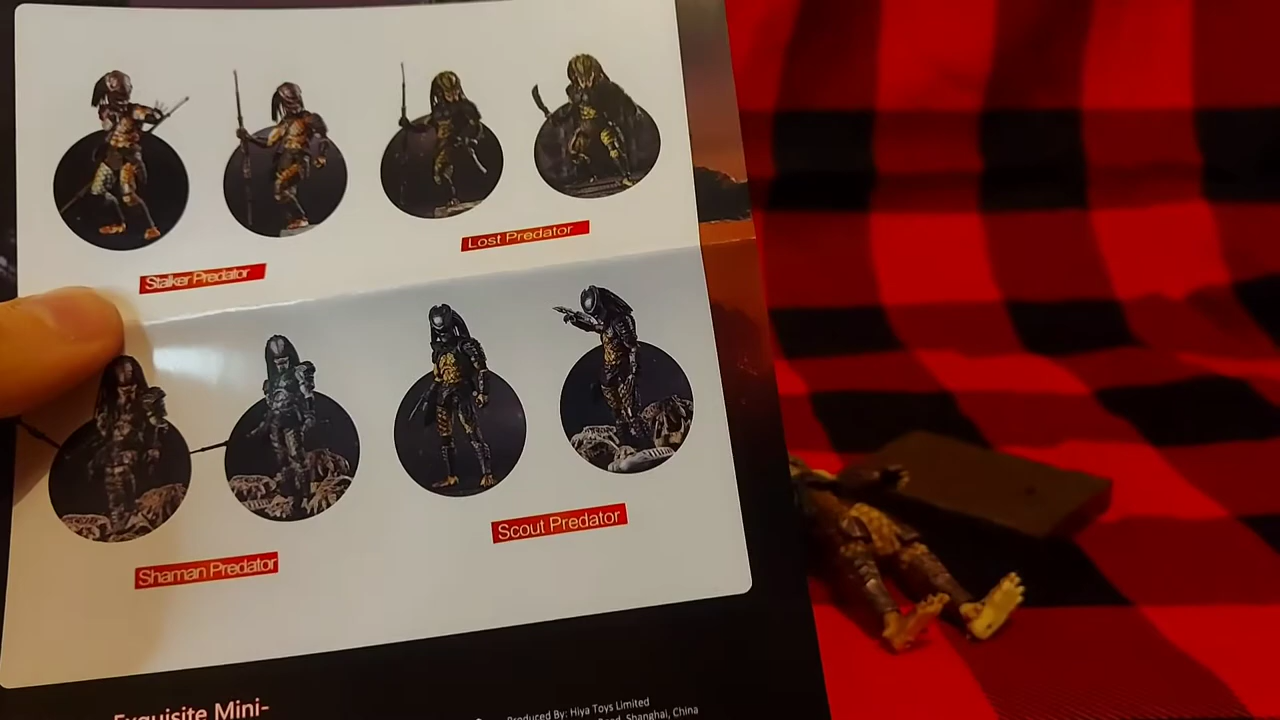 Stalker Predator
Lost Predator
Shaman Predator
Scout Predator
Exquisite Mini-
Produced By: Hiya Toys Limited
Shanghai, China